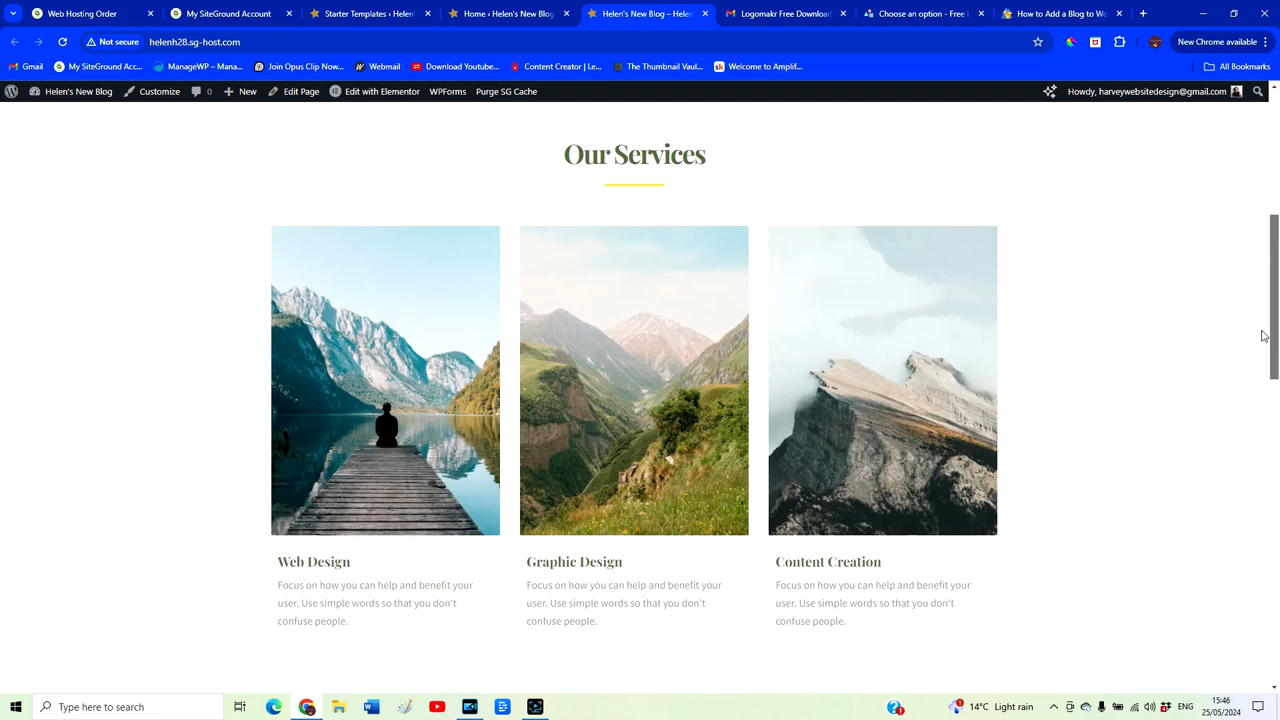 Web Hosting Order
My SiteGround Account
Starter Templates ‹ Helen'
Home ‹ Helen's New Blog
Helen's New Blog – Helen
Logomakr Free Download
Choose an option - Free L
How to Add a Blog to Wo
Not secure
helenh28.sg-host.com
New Chrome available
Gmail
My SiteGround Acc...
ManageWP – Mana...
Join Opus Clip Now...
Webmail
Download Youtube...
Content Creator | Le...
The Thumbnail Vaul...
Welcome to Amplif...
All Bookmarks
Helen's New Blog
Customize
0
New
Edit Page
Edit with Elementor
WPForms
Purge SG Cache
Howdy, harveywebsitedesign@gmail.com
Our Services
Web Design
Focus on how you can help and benefit your
user. Use simple words so that you don't
confuse people.
Graphic Design
Focus on how you can help and benefit your
user. Use simple words so that you don't
confuse people.
Content Creation
Focus on how you can help and benefit your
user. Use simple words so that you don't
confuse people.
Type here to search
14°C Light rain
ENG
15:46
25/05/2024